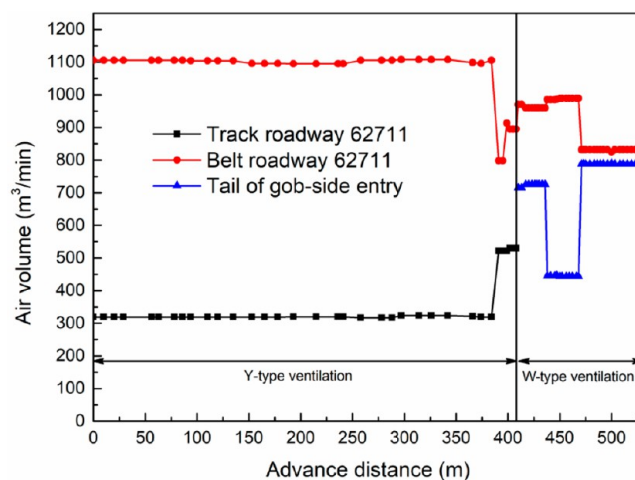 1200
1100
1000
900
800
700
600
500
400
300
200
100
0
Air volume (m³/min)
Track roadway 62711
Belt roadway 62711
Tail of gob-side entry
Y-type ventilation
W-type ventilation
0 50 100 150 200 250 300 350 400 450 500
Advance distance (m)